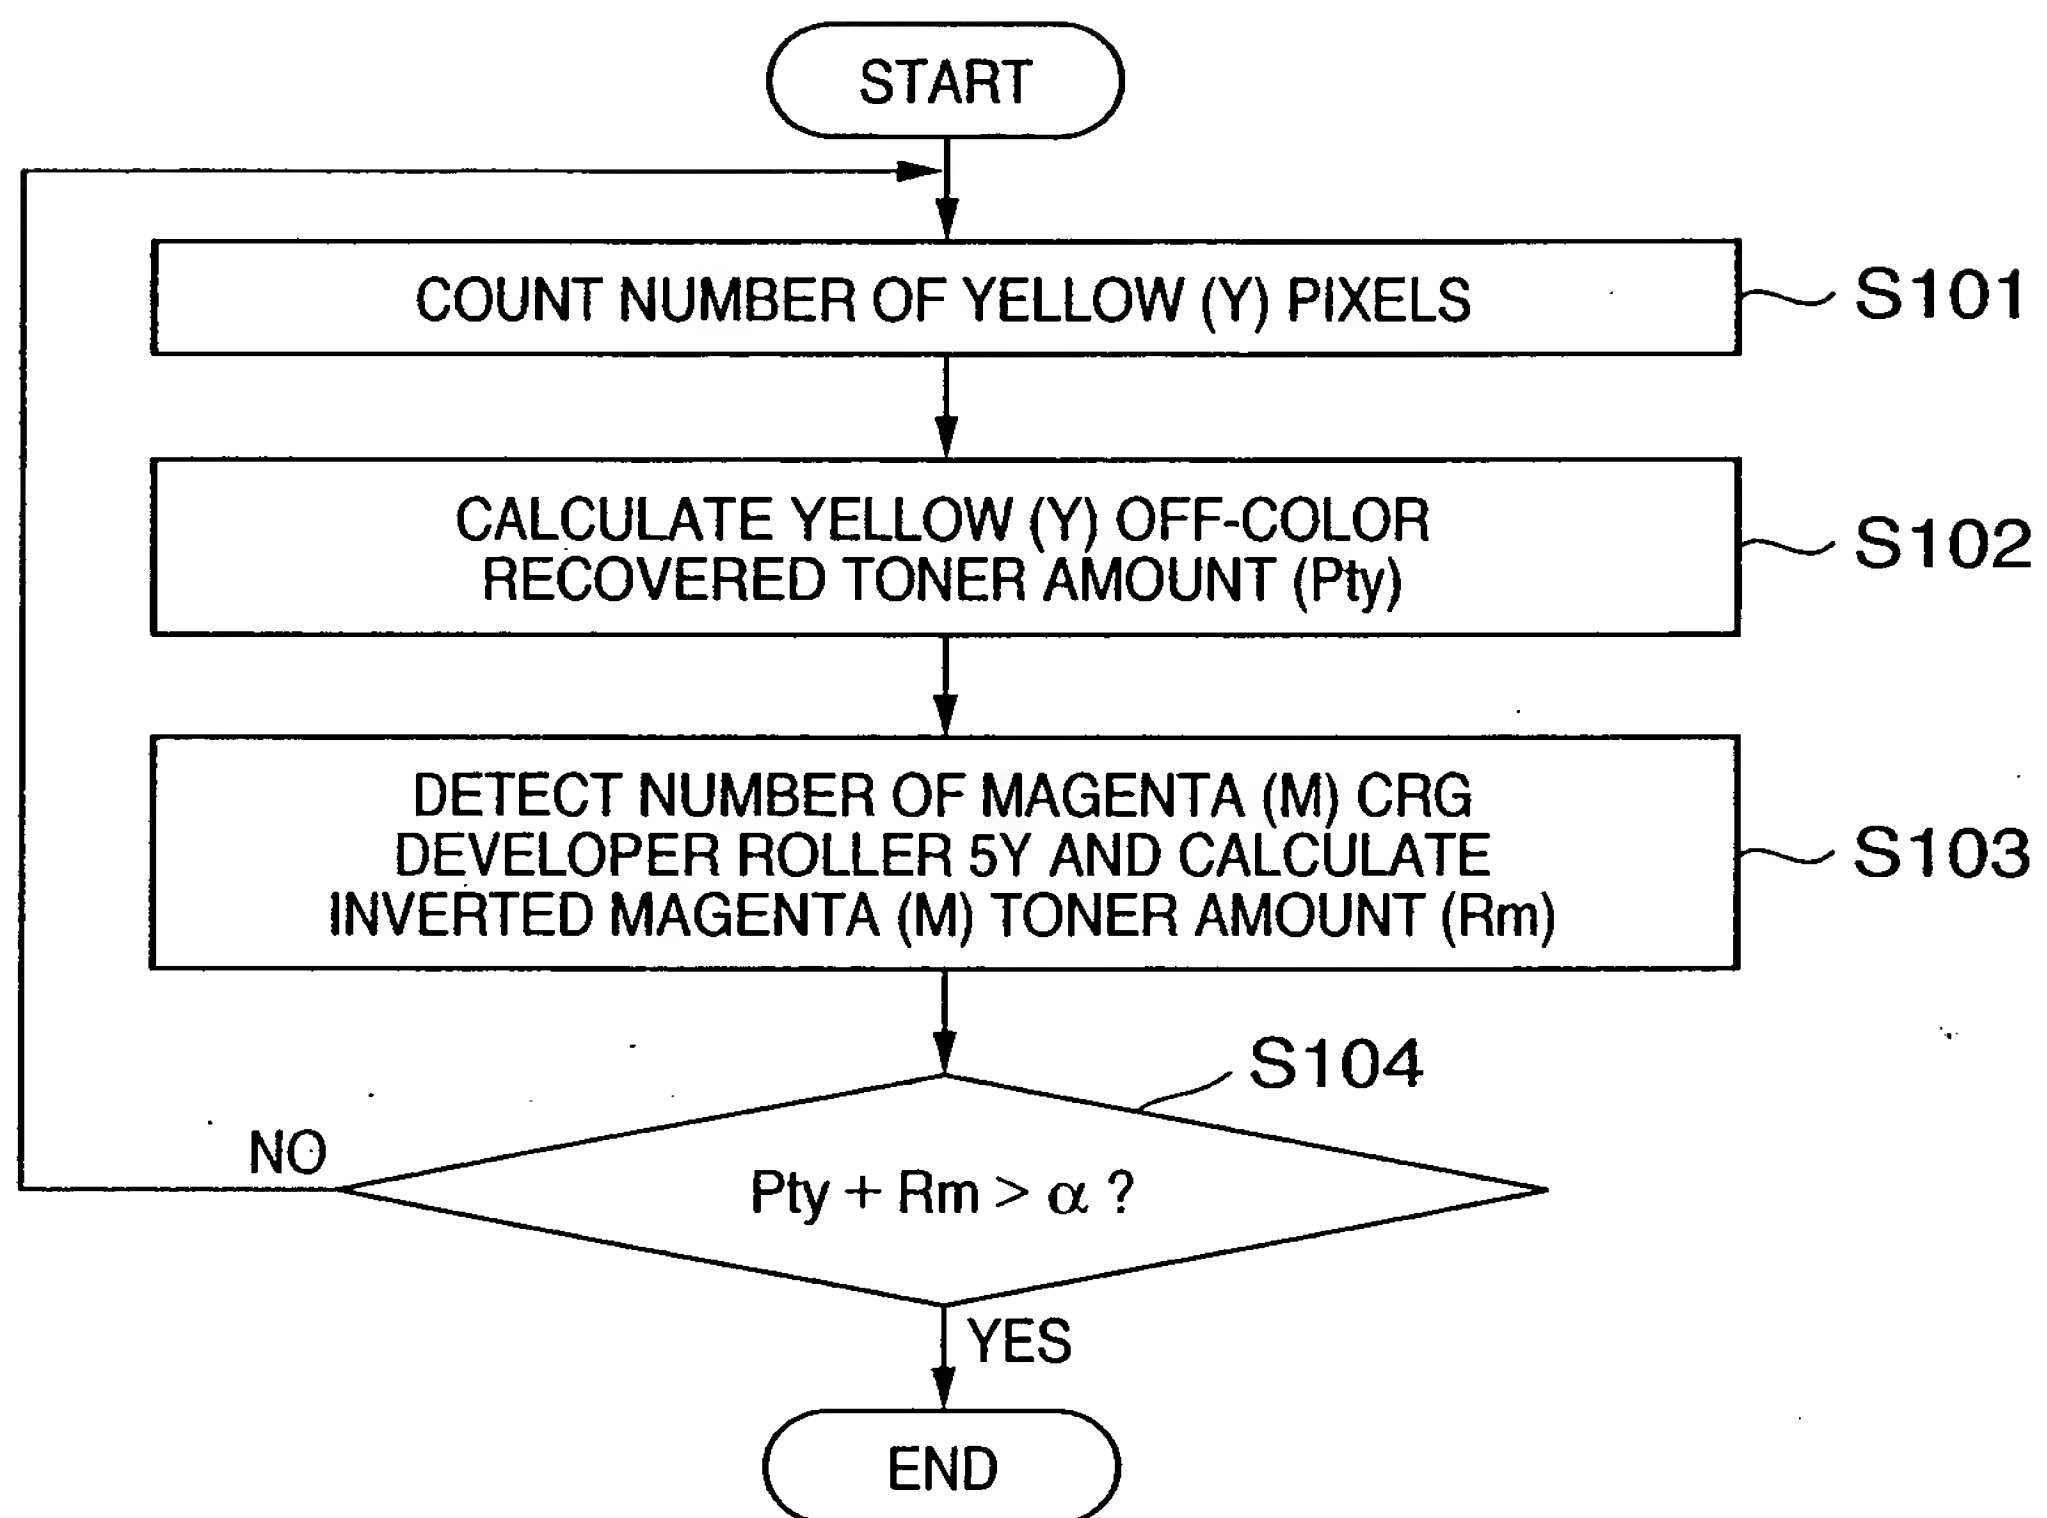 START
COUNT NUMBER OF YELLOW (Y) PIXELS
S101
CALCULATE YELLOW (Y) OFF-COLOR
RECOVERED TONER AMOUNT (Pty)
S102
DETECT NUMBER OF MAGENTA (M) CRG
DEVELOPER ROLLER 5Y AND CALCULATE
INVERTED MAGENTA (M) TONER AMOUNT (Rm)
S103
S104
NO
Pty + Rm > α ?
YES
END